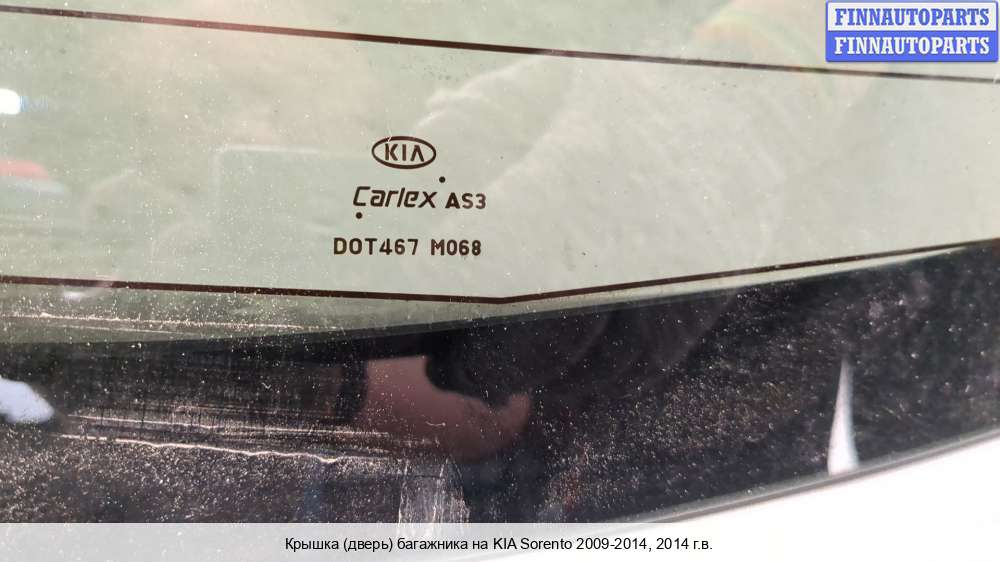 FINNAUTOPARTS
FINNAUTOPARTS
KIA
Carlex AS3
DOT467 M068
Крышка (дверь) багажника на KIA Sorento 2009-2014, 2014 г.в.